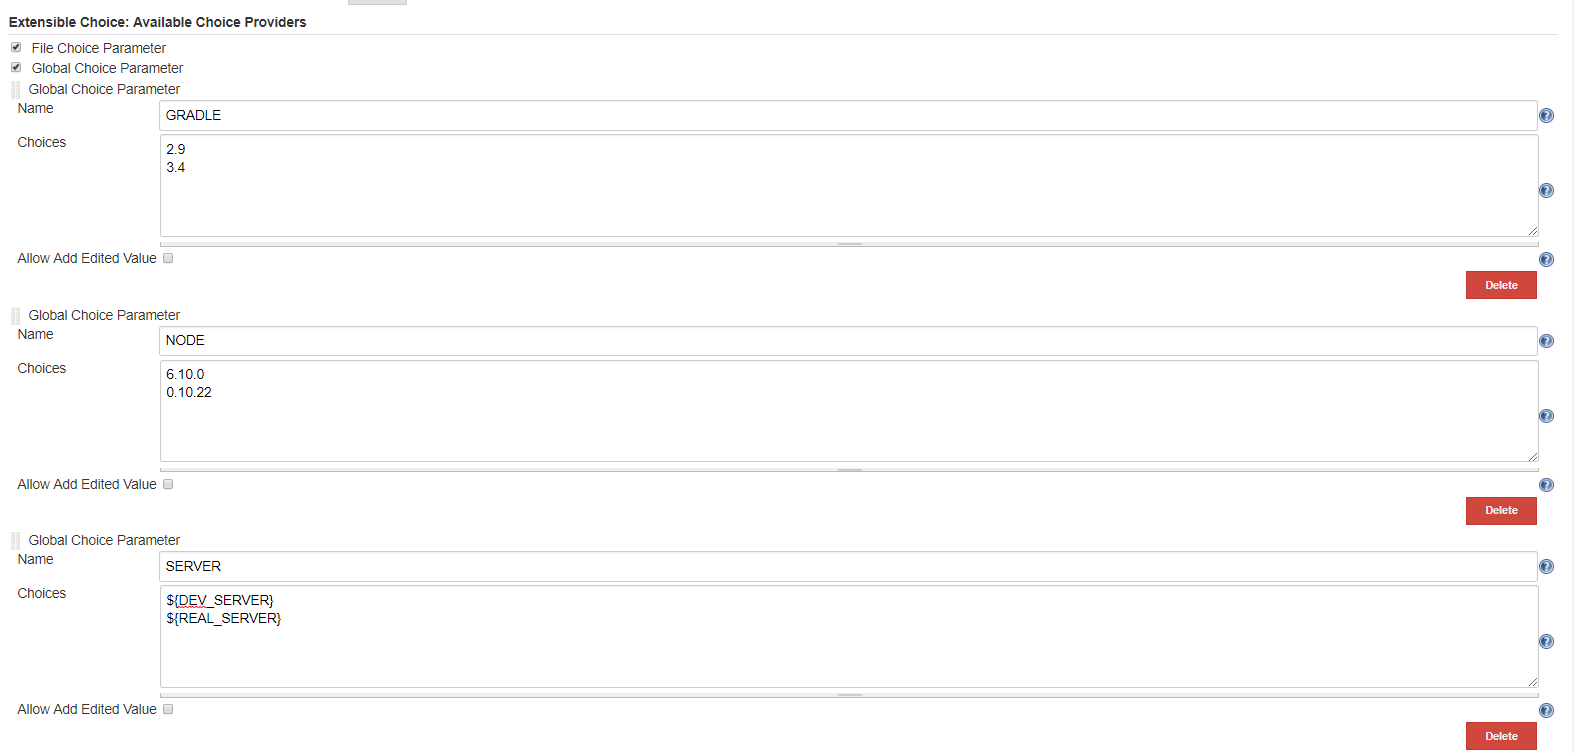 Extensible Choice: Available Choice Providers
File Choice Parameter
Global Choice Parameter
Global Choice Parameter
Name
GRADLE
Choices
2.9
3.4
Allow Add Edited Value
Delete
Global Choice Parameter
Name
NODE
Choices
6.10.0
0.10.22
Allow Add Edited Value
Delete
Global Choice Parameter
Name
SERVER
Choices
${DEV_SERVER}
${REAL_SERVER}
Allow Add Edited Value
Delete